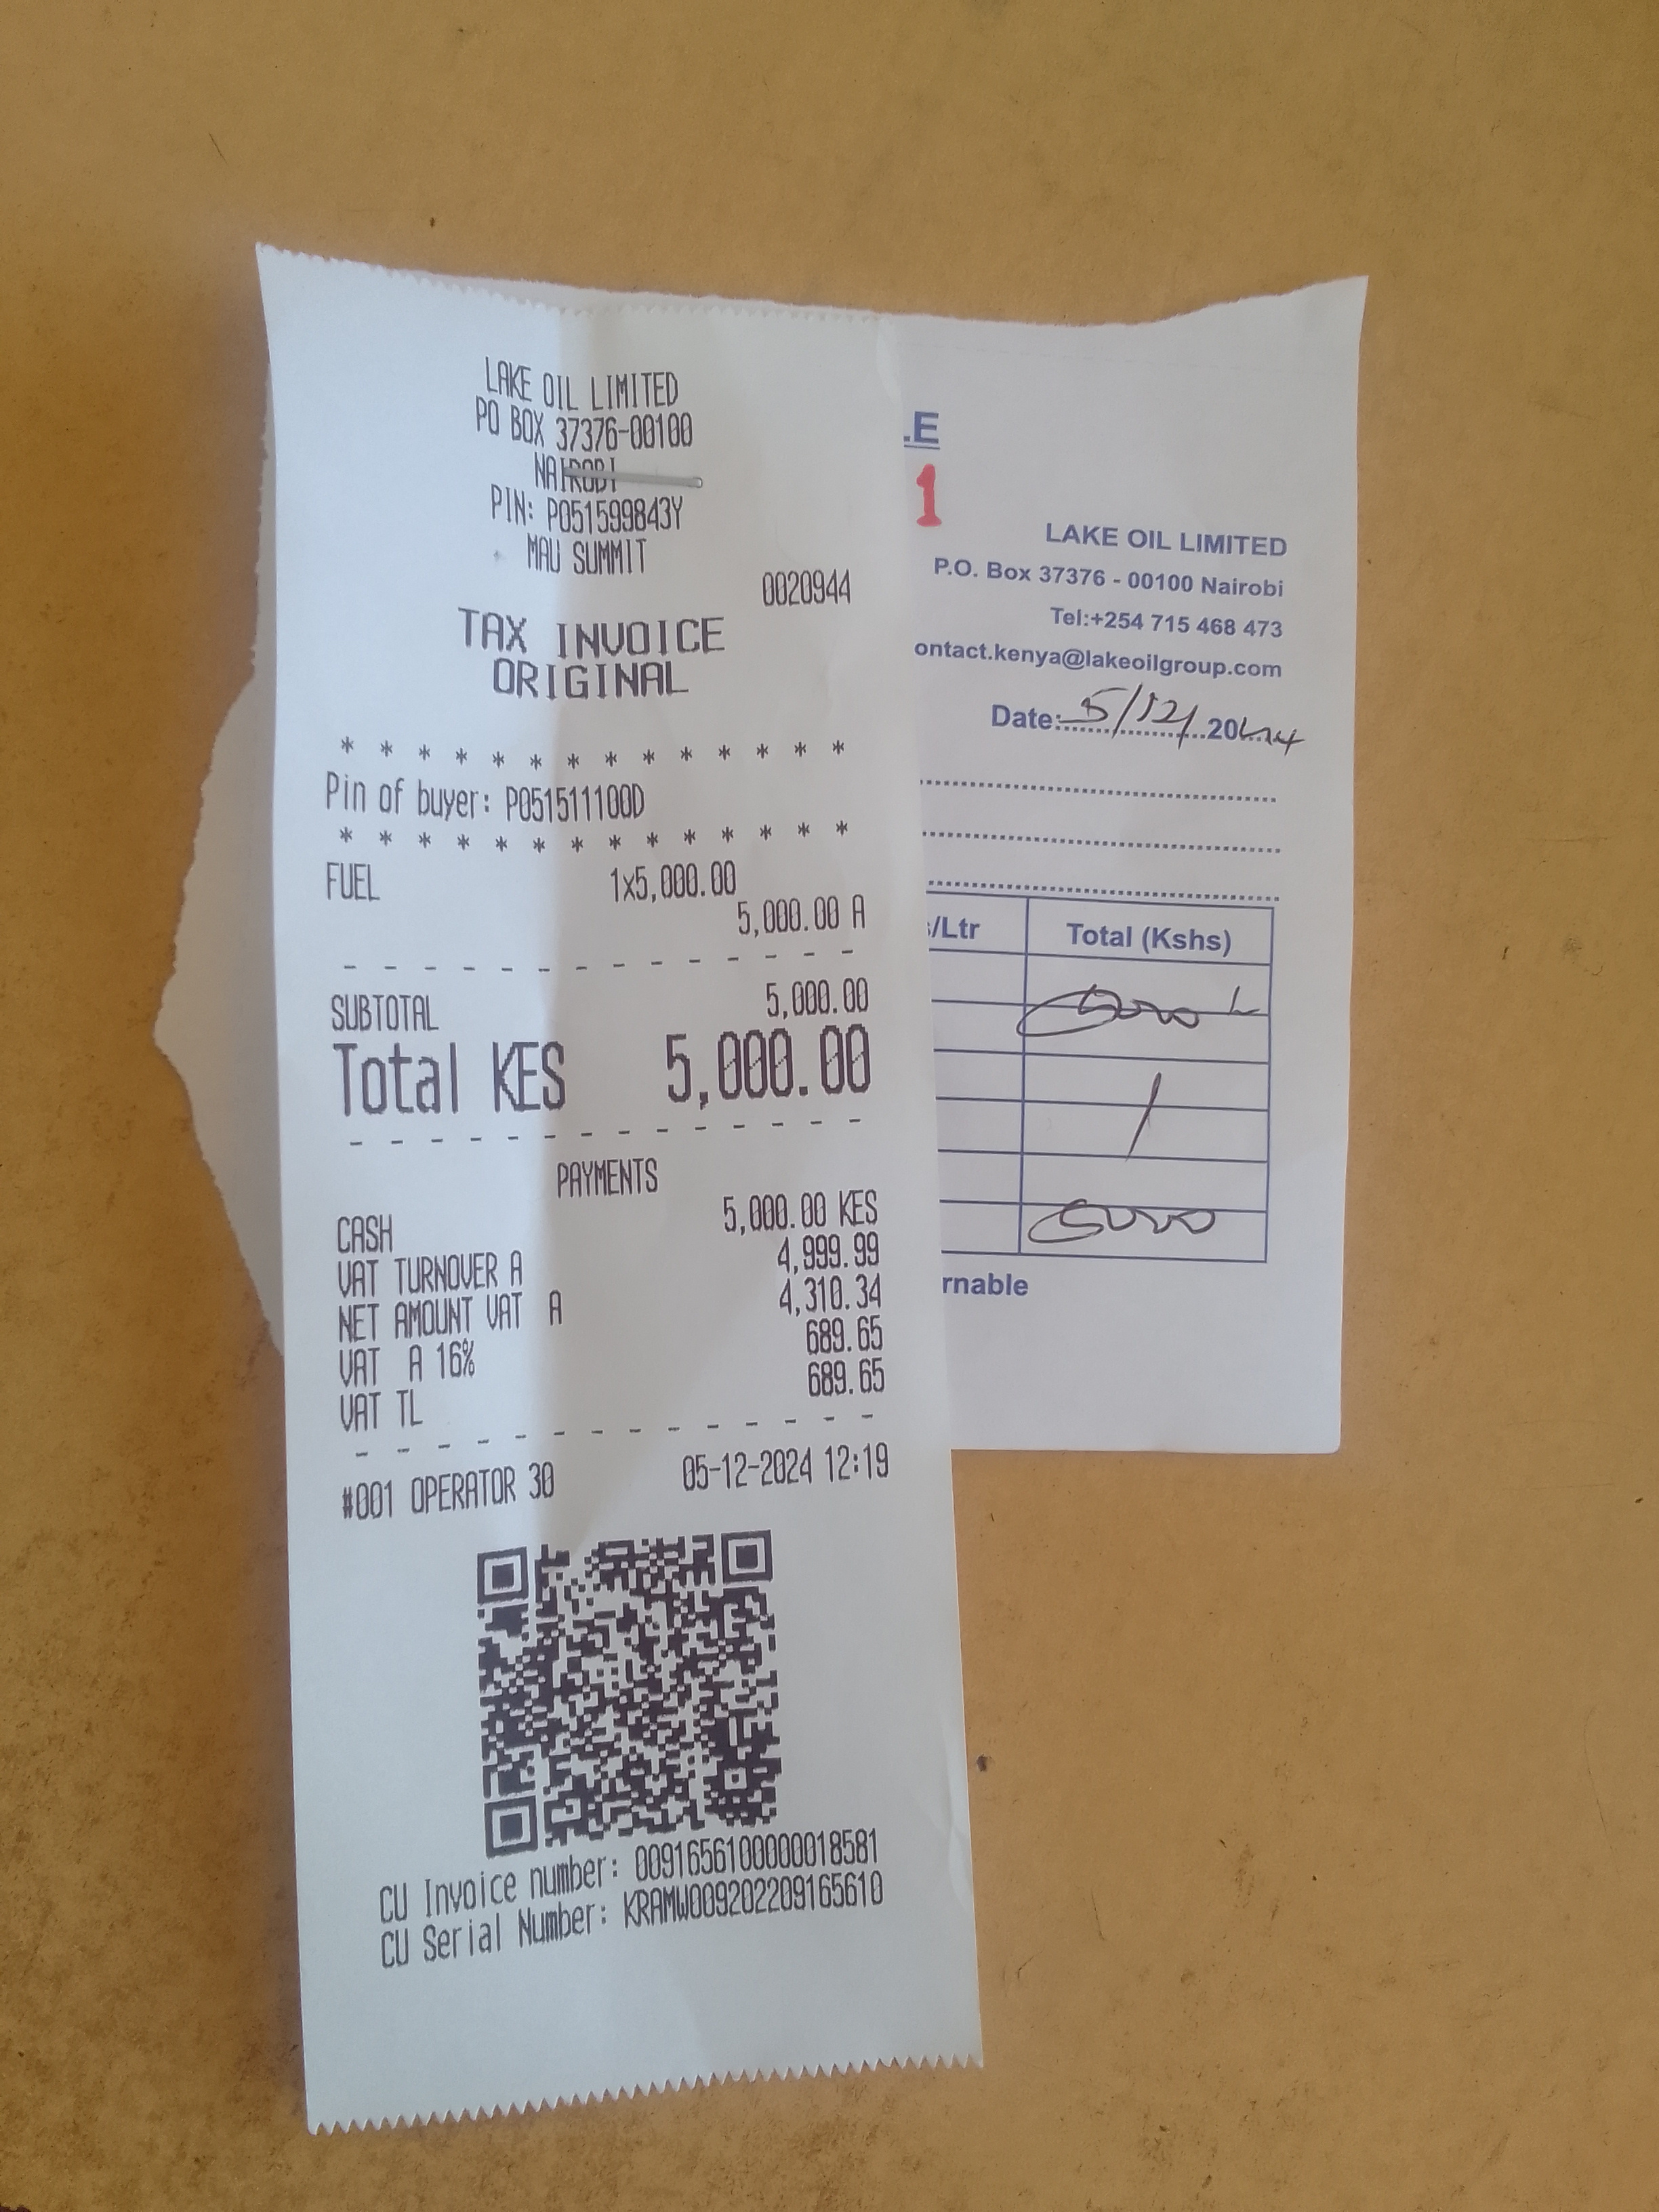 LAKE OIL LIMITED
PO BOX 37376-00100
NAIROBI
PIN: P051599843Y
MAU SUMMIT
0020944
TAX INVOICE
ORIGINAL
* * * * * * * * * * * * * *
Pin of buyer: P051511100D
* * * * * * * * * * * * * *
FUEL 1x5,000.00
5,000.00 A
- - - - - - - - - - - - - -
SUBTOTAL 5,000.00
Total KES 5,000.00
- - - - - - - - - - - - - -
PAYMENTS
CASH 5,000.00 KES
VAT TURNOVER A 4,999.99
NET AMOUNT VAT A 4,310.34
VAT A 16% 689.65
VAT TL 689.65
- - - - - - - - - - - - - -
#001 OPERATOR 30 05-12-2024 12:19
CU Invoice number: 0091656100000018581
CU Serial Number: KRAMW009202209165610
LE
1
LAKE OIL LIMITED
P.O. Box 37376 - 00100 Nairobi
Tel:+254 715 468 473
ontact.kenya@lakeoilgroup.com
Date: 5/12/2024
/Ltr Total (Kshs)
5000
/
5000
rnable